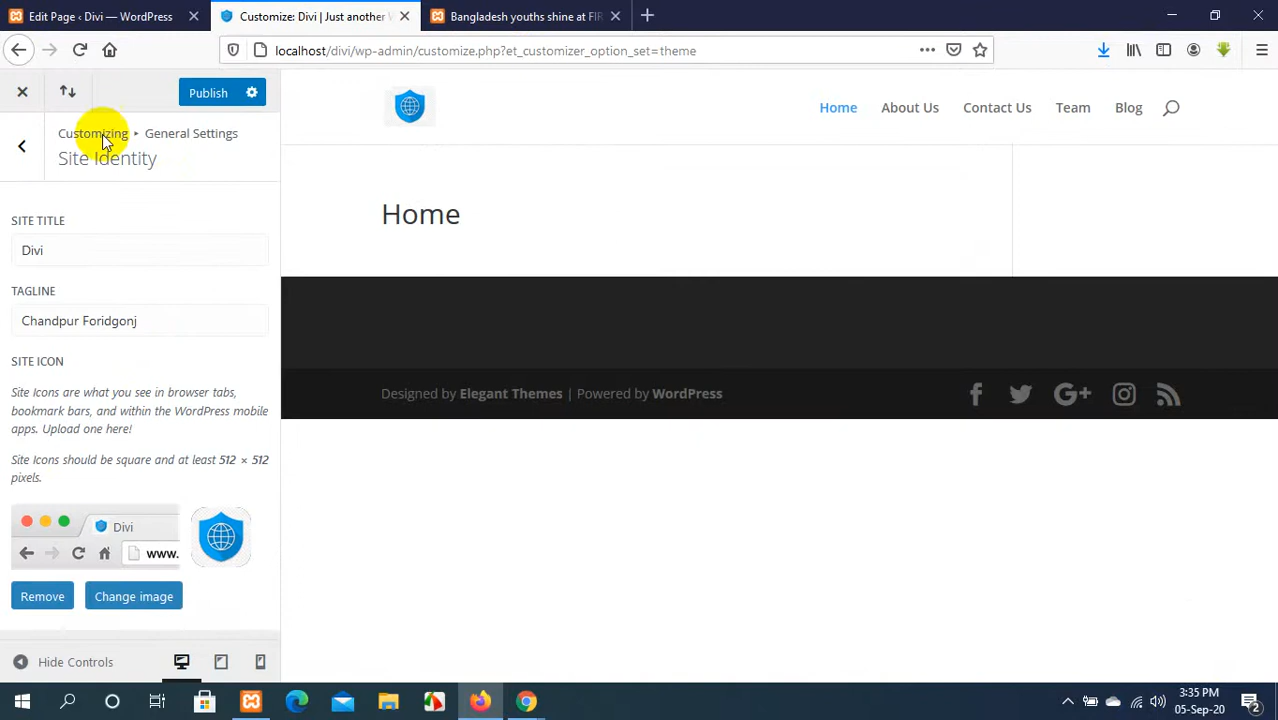 Edit Page ‹ Divi — WordPress
Customize: Divi | Just another W
Bangladesh youths shine at FIR
localhost/divi/wp-admin/customize.php?et_customizer_option_set=theme
Publish
Customizing ▸ General Settings
Site Identity
SITE TITLE
Divi
TAGLINE
Chandpur Foridgonj
SITE ICON
Site Icons are what you see in browser tabs,
bookmark bars, and within the WordPress mobile
apps. Upload one here!
Site Icons should be square and at least 512 × 512
pixels.
Divi
www.
Remove
Change image
Hide Controls
Home
About Us
Contact Us
Team
Blog
Home
Designed by Elegant Themes | Powered by WordPress
3:35 PM
05-Sep-20
2